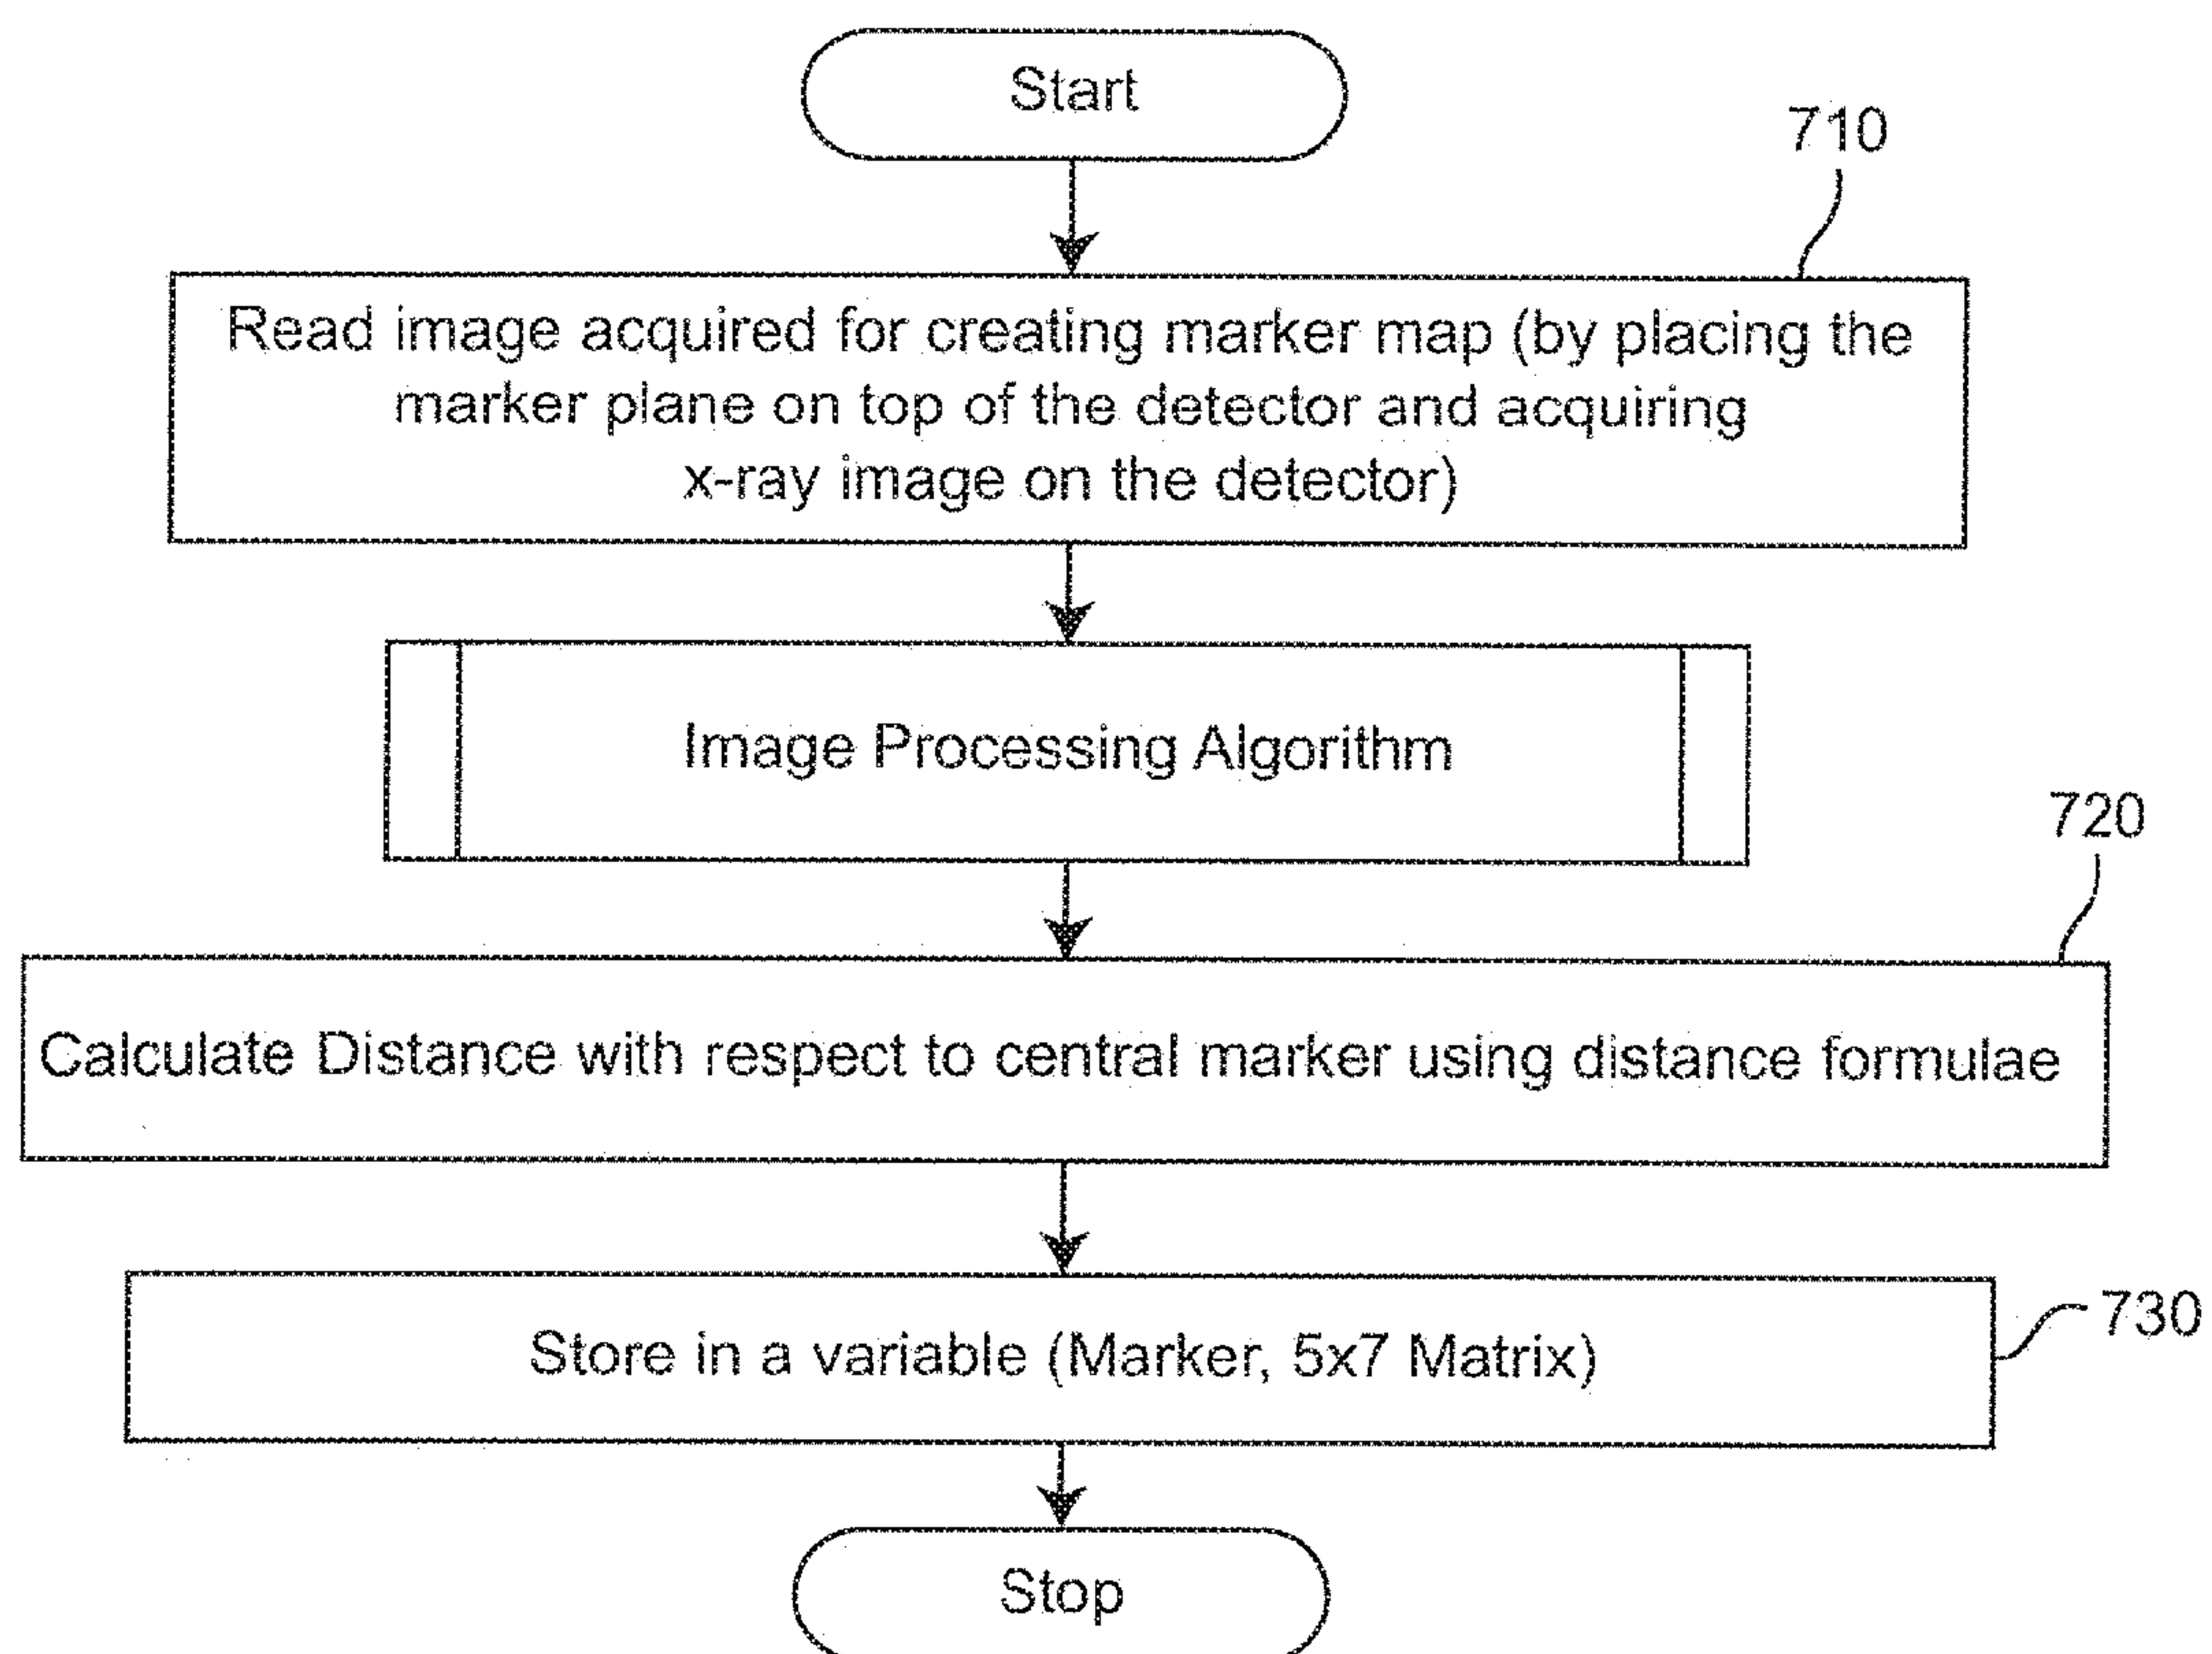 Start
710
Read image acquired for creating marker map (by placing the
marker plane on top of the detector and acquiring
x-ray image on the detector)
Image Processing Algorithm
720
Calculate Distance with respect to central marker using distance formulae
Store in a variable (Marker, 5x7 Matrix)
730
Stop